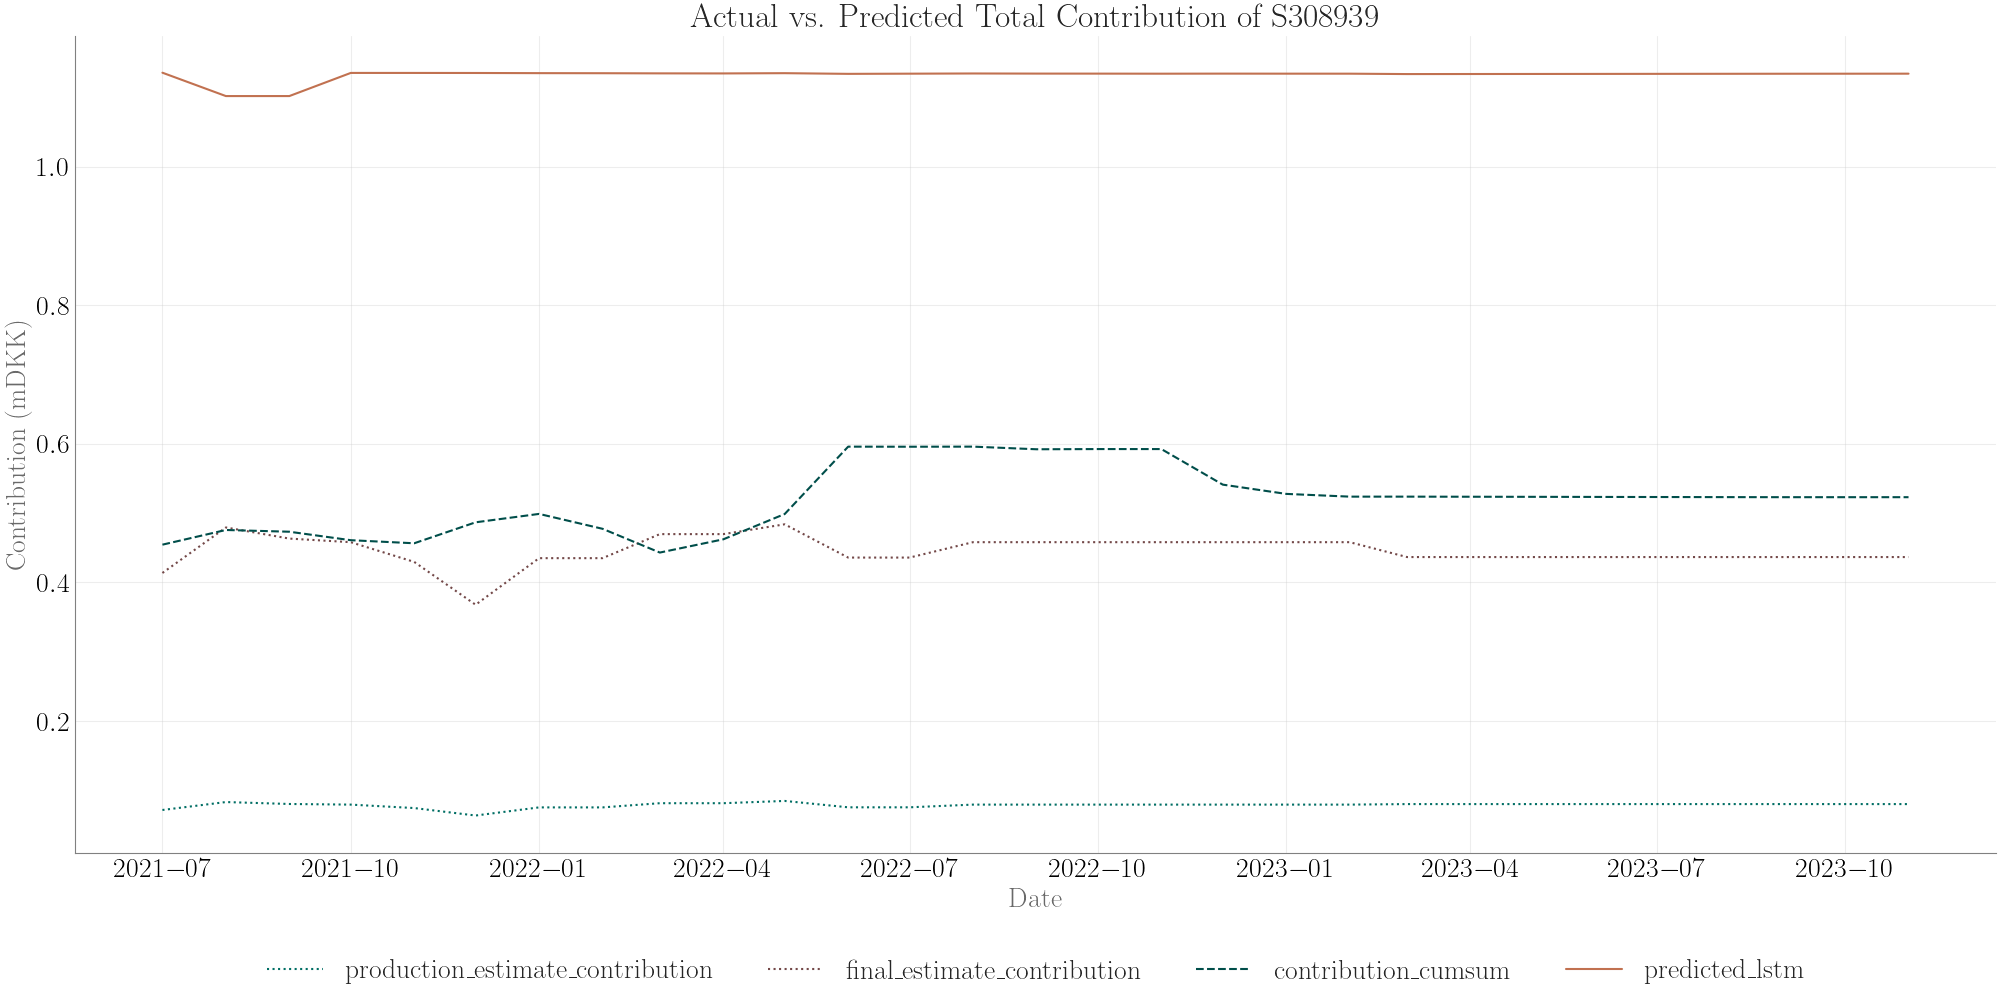 Actual vs. Predicted Total Contribution of S308939
Contribution (mDKK)
1.0
0.8
0.6
0.4
0.2
2021−07 2021−10 2022−01 2022−04 2022−07 2022−10 2023−01 2023−04 2023−07 2023−10
Date
production_estimate_contribution final_estimate_contribution contribution_cumsum predicted_lstm